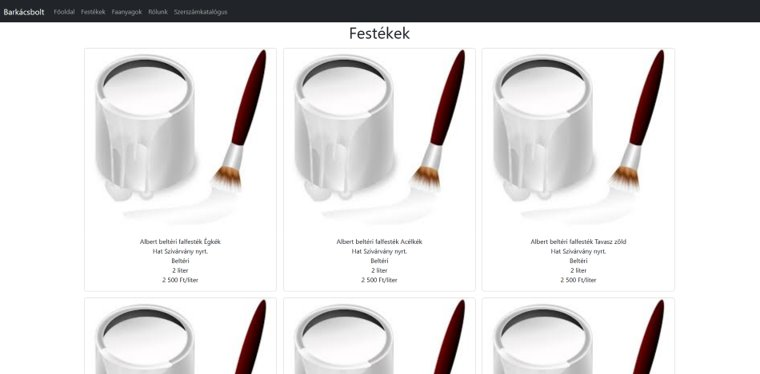 Barkácsbolt Főoldal Festékek Faanyagok Rólunk Szerszámkatalógus
Festékek
Albert beltéri falfesték Égkék
Hat Szivárvány nyrt.
Beltéri
2 liter
2 500 Ft/liter
Albert beltéri falfesték Acélkék
Hat Szivárvány nyrt.
Beltéri
2 liter
2 500 Ft/liter
Albert beltéri falfesték Tavasz zöld
Hat Szivárvány nyrt.
Beltéri
2 liter
2 500 Ft/liter